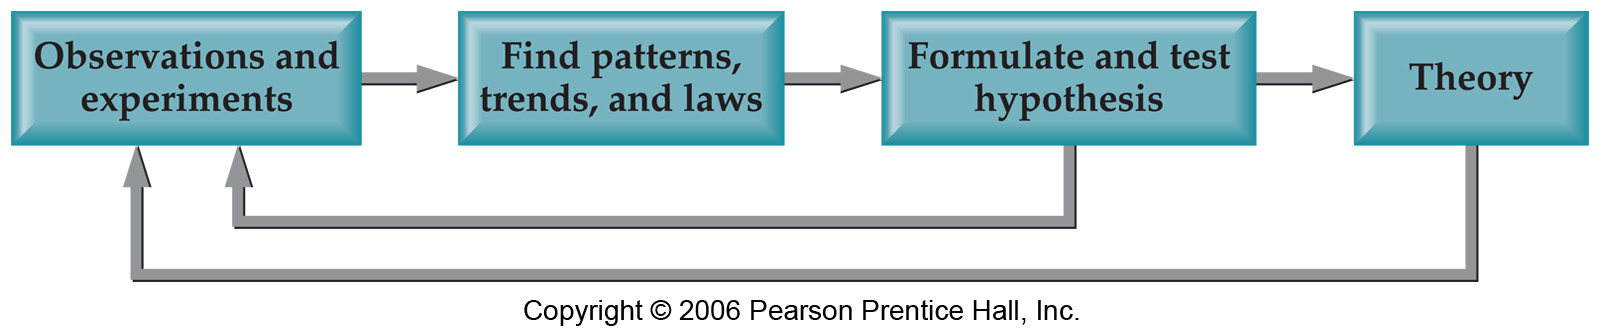 Observations and
experiments
Find patterns,
trends, and laws
Formulate and test
hypothesis
Theory
Copyright © 2006 Pearson Prentice Hall, Inc.